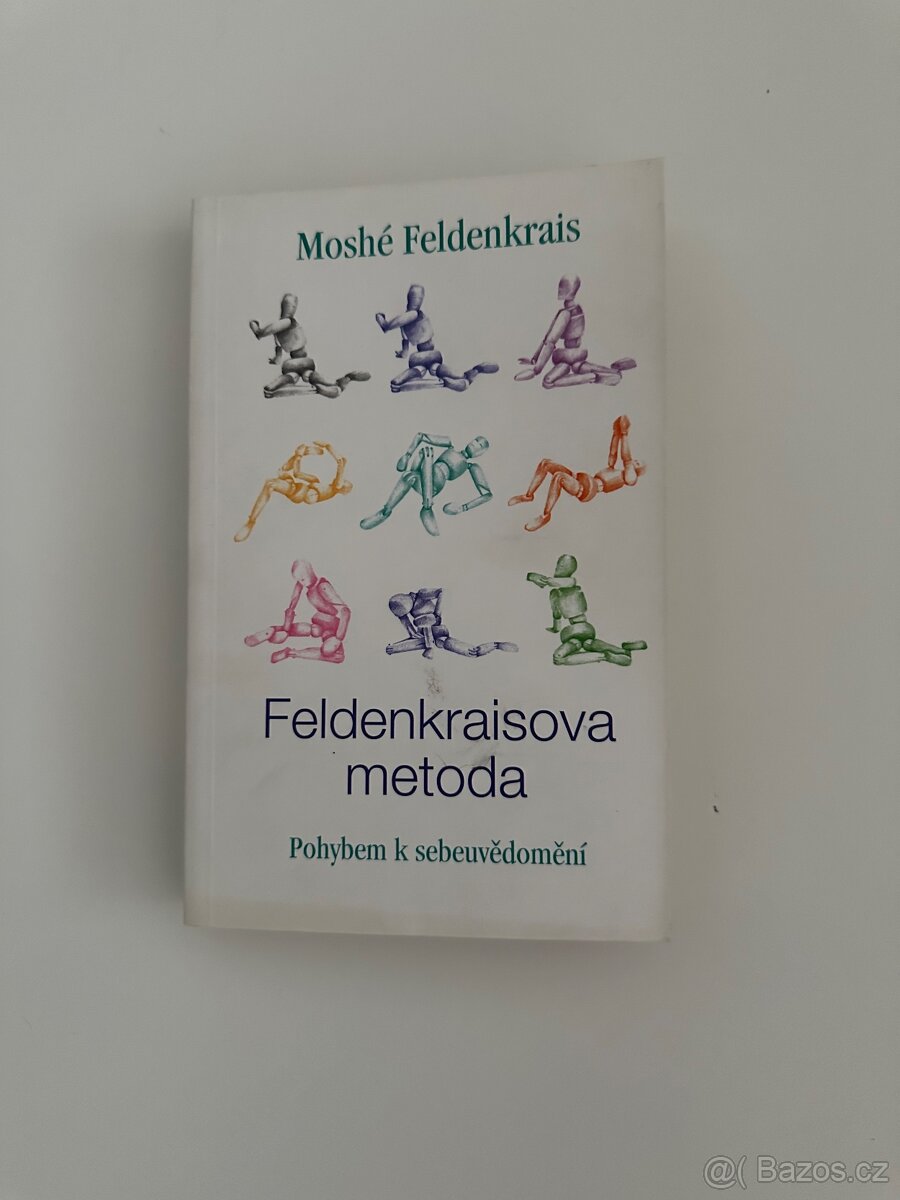 Moshé Feldenkrais
Feldenkraisova
metoda
Pohybem k sebeuvědomění
@( Bazos.cz